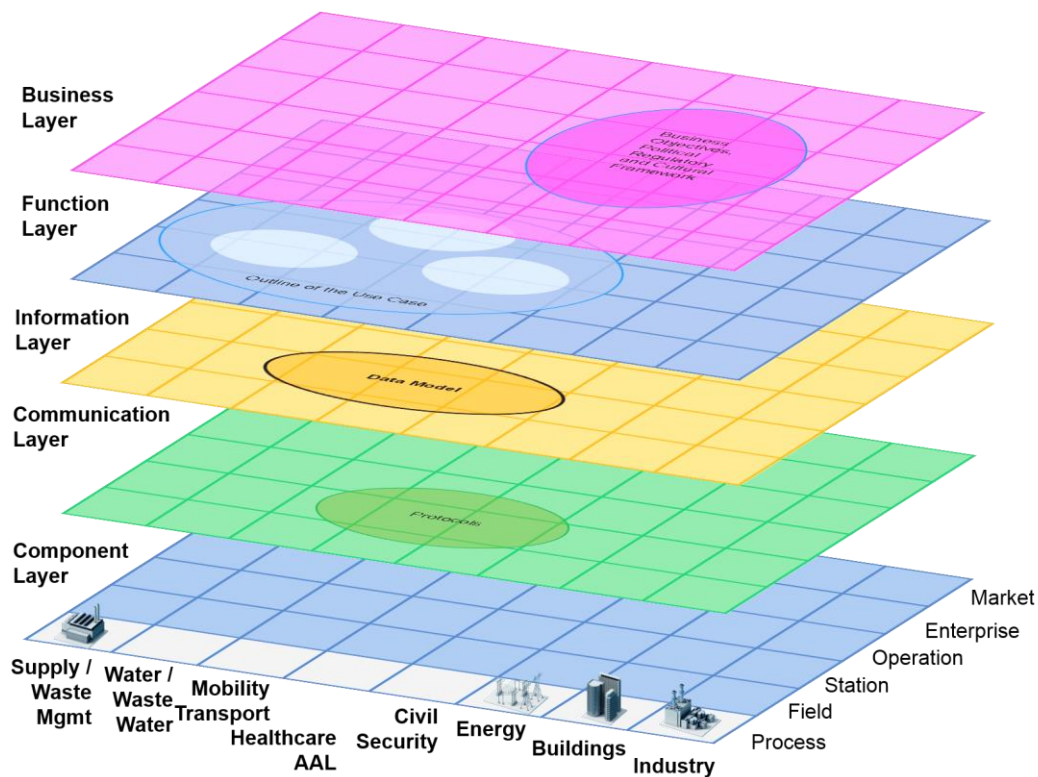 Business
Layer
Business
Objectives,
Political
Regulatory
and Cultural
Framework
Function
Layer
Outline of the Use Case
Information
Layer
Data Model
Communication
Layer
Protocols
Component
Layer
Market
Enterprise
Operation
Station
Field
Process
Supply /
Waste
Mgmt
Water /
Waste
Water
Mobility
Transport
Healthcare
AAL
Civil
Security
Energy
Buildings
Industry